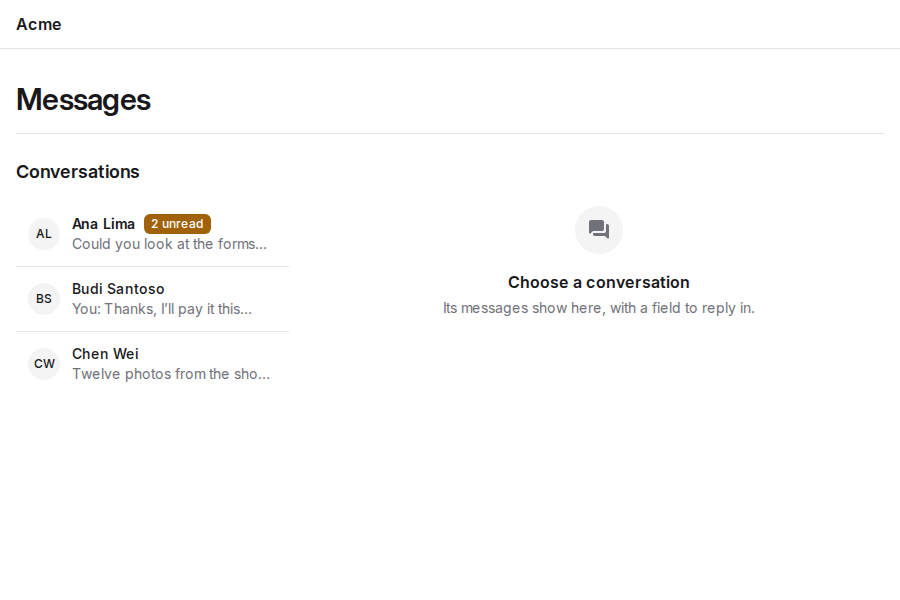 Acme
Messages
Conversations
AL
Ana Lima 2 unread
Could you look at the forms…
BS
Budi Santoso
You: Thanks, I’ll pay it this…
CW
Chen Wei
Twelve photos from the sho…
Choose a conversation
Its messages show here, with a field to reply in.